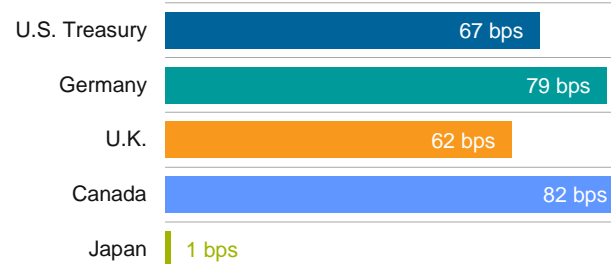 U.S. Treasury 67 bps
Germany 79 bps
U.K. 62 bps
Canada 82 bps
Japan 1 bps